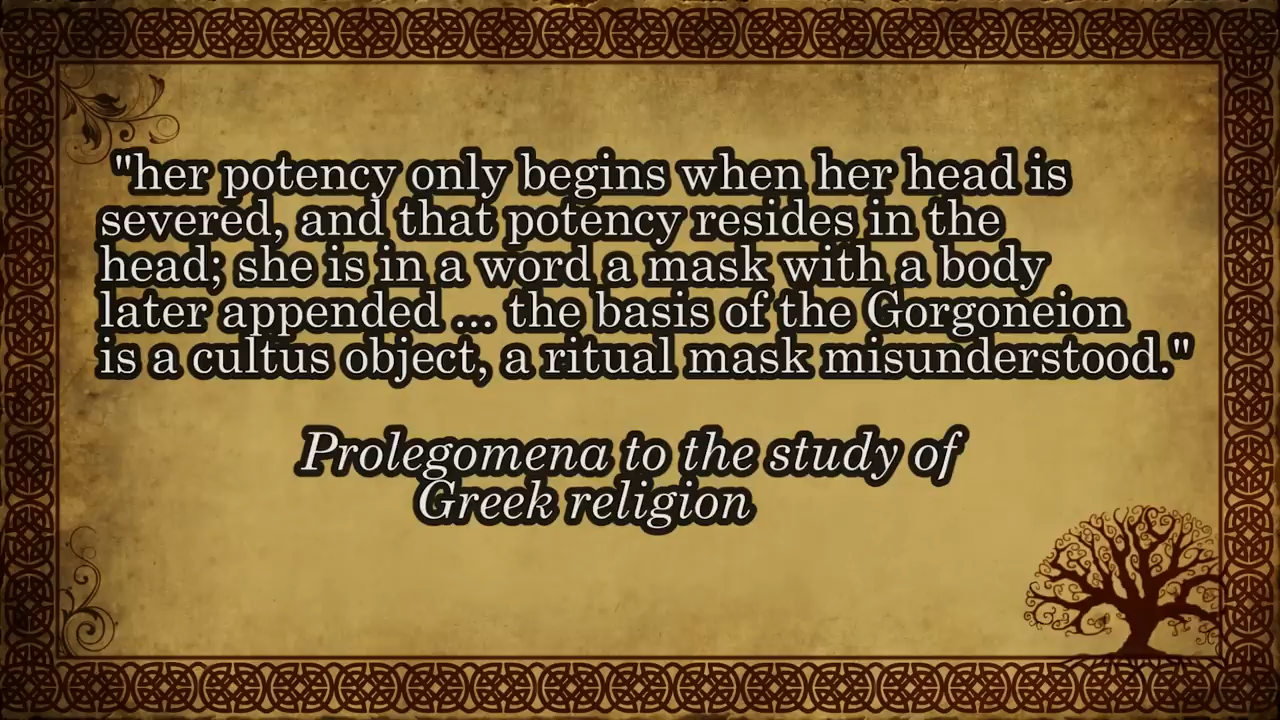 "her potency only begins when her head is
severed, and that potency resides in the
head; she is in a word a mask with a body
later appended ... the basis of the Gorgoneion
is a cultus object, a ritual mask misunderstood."
Prolegomena to the study of
Greek religion